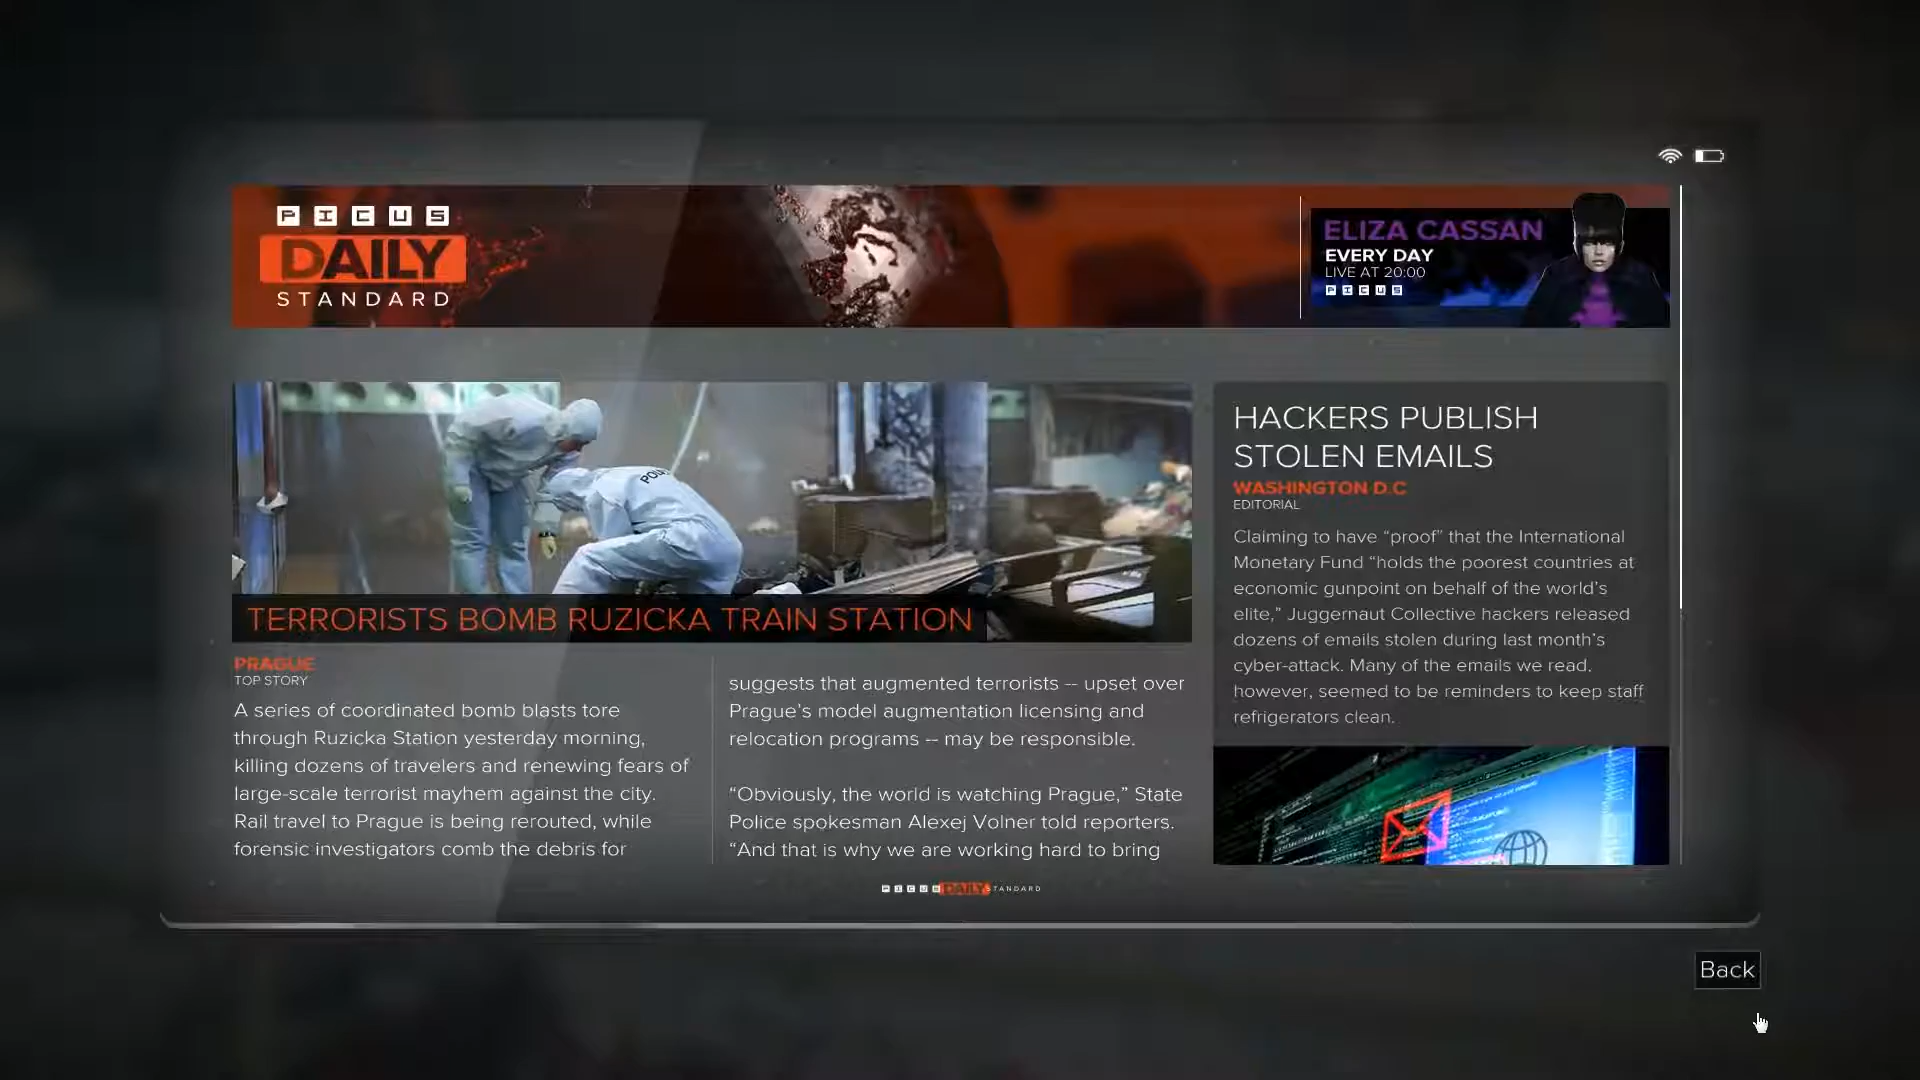 PICUS
DAILY
STANDARD
ELIZA CASSAN
EVERY DAY
LIVE AT 20:00
PICUS
POLI
TERRORISTS BOMB RUZICKA TRAIN STATION
PRAGUE
TOP STORY
A series of coordinated bomb blasts tore
through Ruzicka Station yesterday morning,
killing dozens of travelers and renewing fears of
large-scale terrorist mayhem against the city.
Rail travel to Prague is being rerouted, while
forensic investigators comb the debris for
suggests that augmented terrorists -- upset over
Prague’s model augmentation licensing and
relocation programs -- may be responsible.
“Obviously, the world is watching Prague,” State
Police spokesman Alexej Volner told reporters.
“And that is why we are working hard to bring
HACKERS PUBLISH
STOLEN EMAILS
WASHINGTON D.C
EDITORIAL
Claiming to have “proof” that the International
Monetary Fund “holds the poorest countries at
economic gunpoint on behalf of the world’s
elite,” Juggernaut Collective hackers released
dozens of emails stolen during last month’s
cyber-attack. Many of the emails we read,
however, seemed to be reminders to keep staff
refrigerators clean.
PICUS DAILY STANDARD
Back